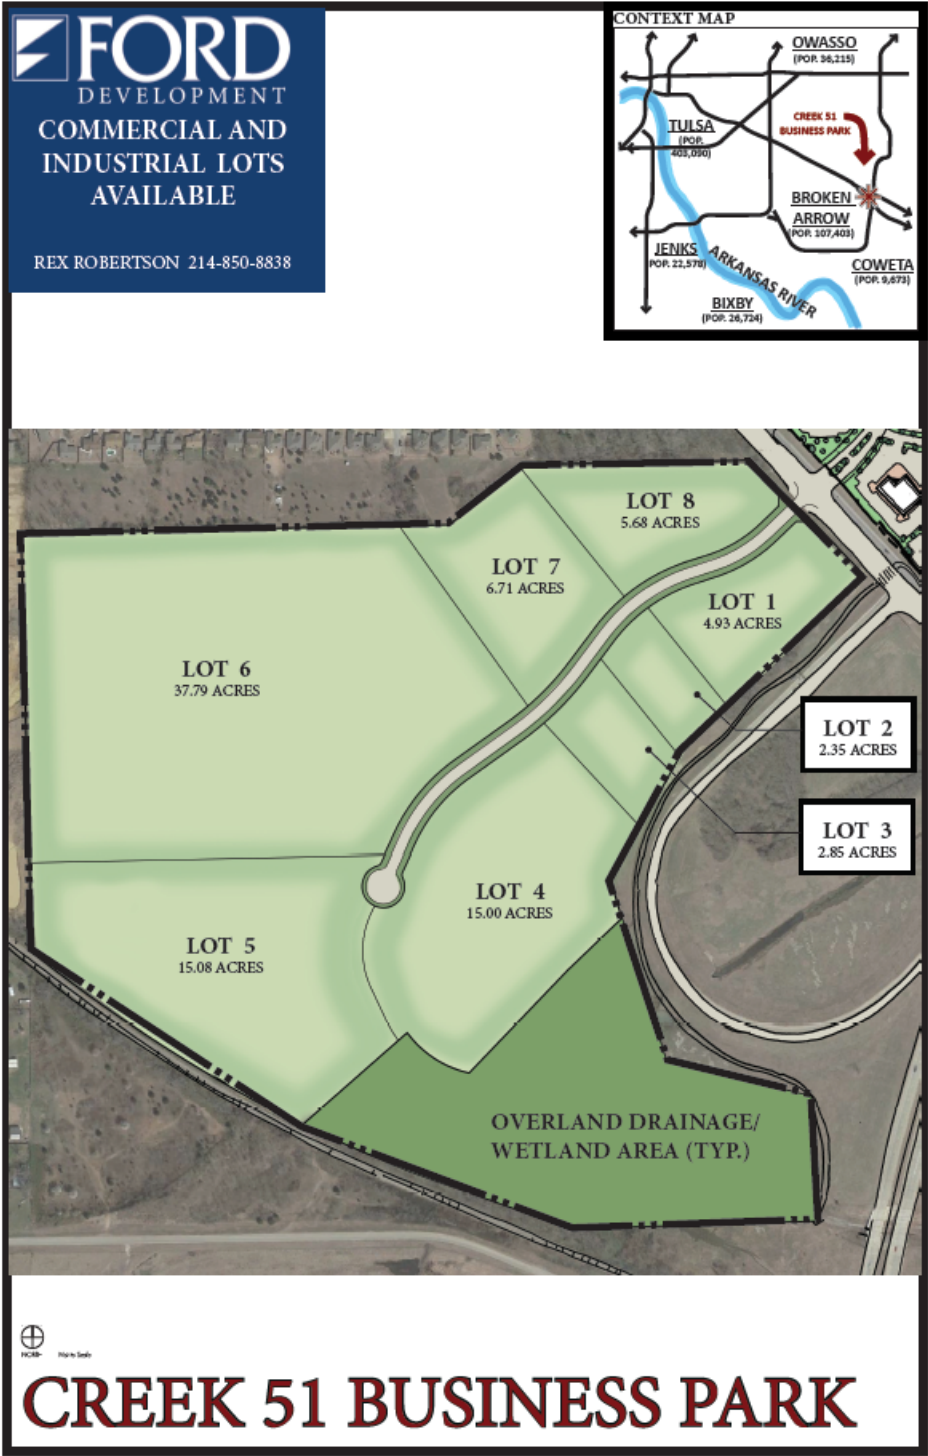 FORD
DEVELOPMENT
COMMERCIAL AND
INDUSTRIAL LOTS
AVAILABLE
REX ROBERTSON 214-850-8838
CONTEXT MAP
OWASSO
(POP. 36,215)
TULSA
(POP.
403,090)
CREEK 51
BUSINESS PARK
BROKEN
ARROW
(POP. 107,403)
JENKS
POP. 22,578)
ARKANSAS RIVER
COWETA
(POP. 9,673)
BIXBY
(POP. 26,724)
LOT 8
5.68 ACRES
LOT 7
6.71 ACRES
LOT 1
4.93 ACRES
LOT 6
37.79 ACRES
LOT 2
2.35 ACRES
LOT 3
2.85 ACRES
LOT 4
15.00 ACRES
LOT 5
15.08 ACRES
OVERLAND DRAINAGE/
WETLAND AREA (TYP.)
Not to Scale
CREEK 51 BUSINESS PARK